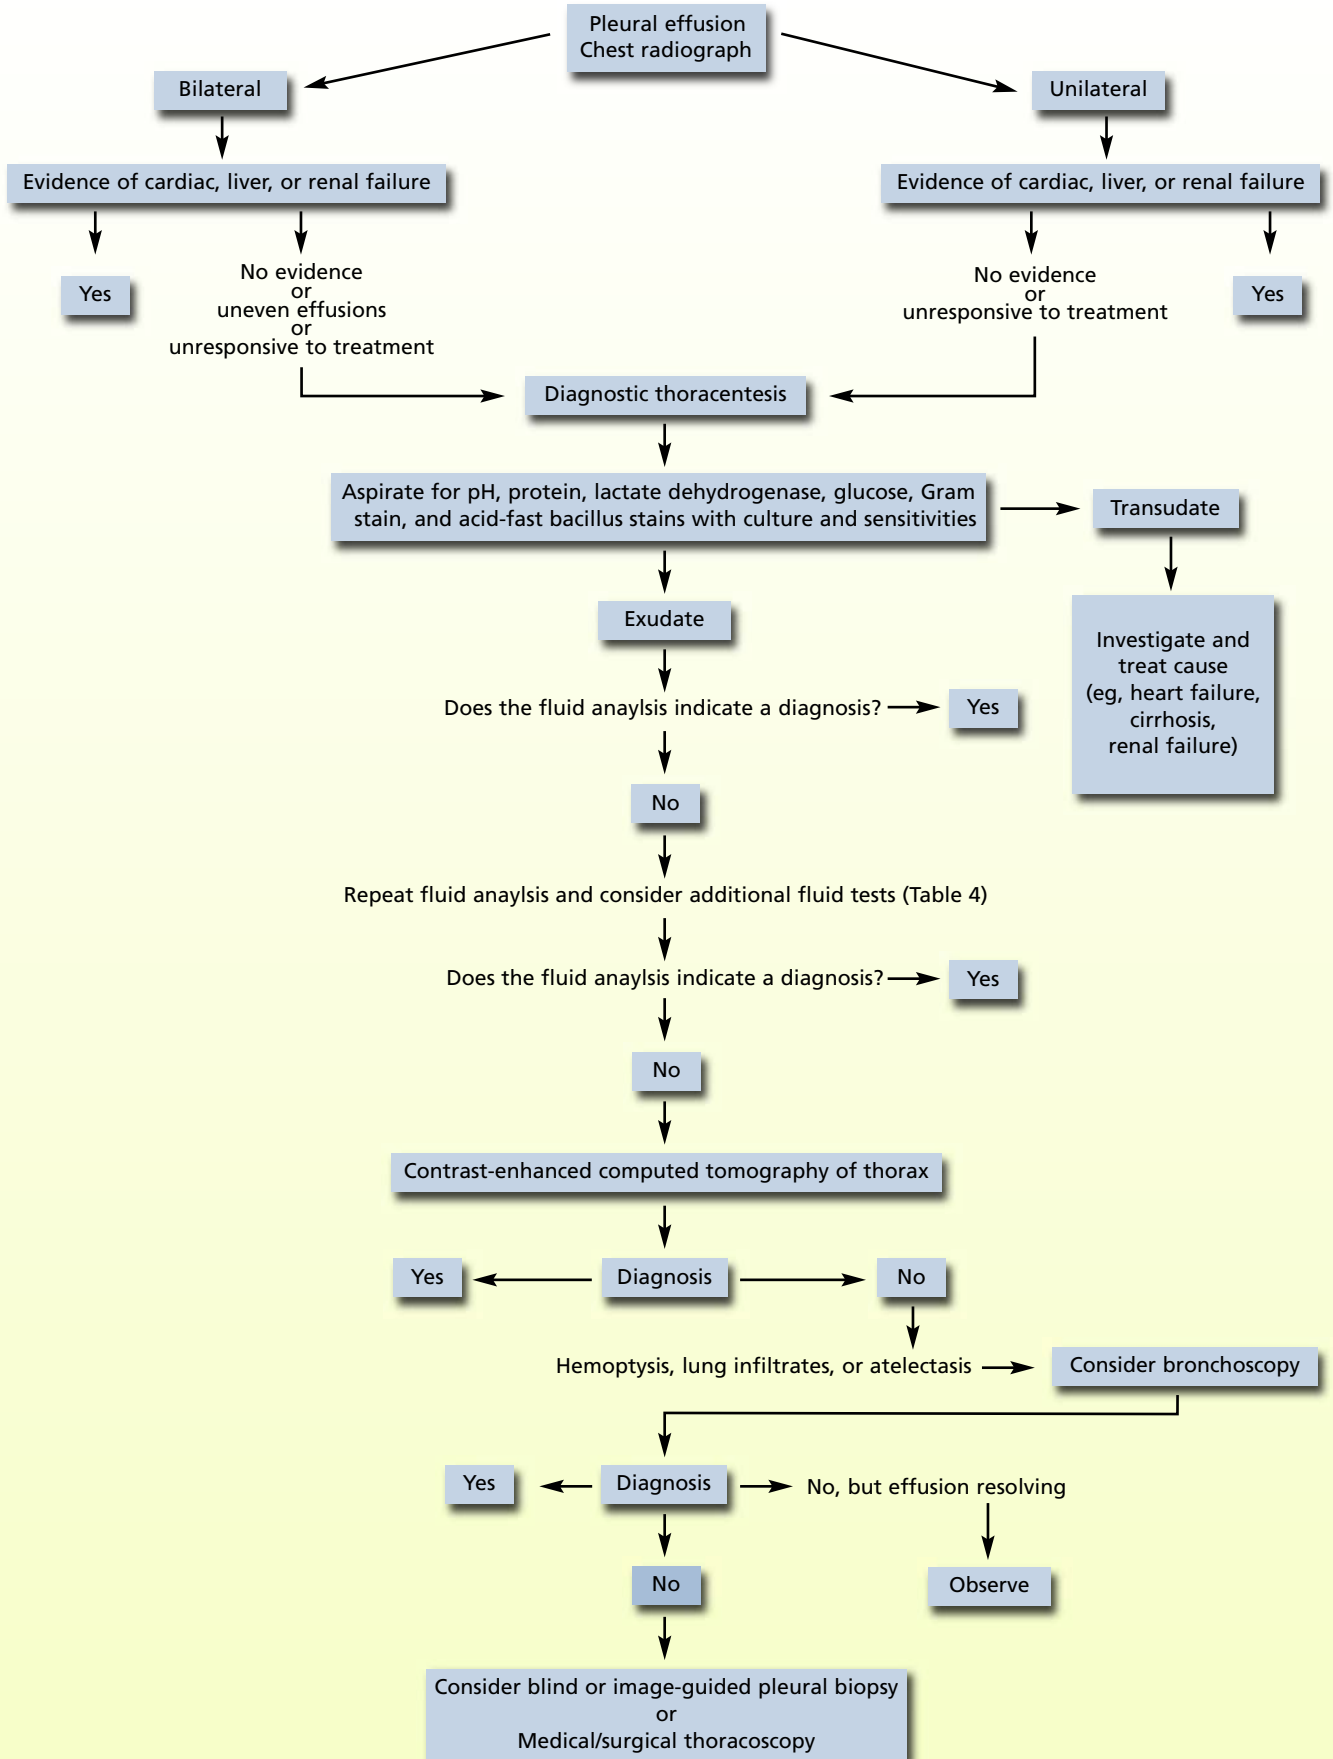 Pleural effusion
Chest radiograph
Bilateral
Unilateral
Evidence of cardiac, liver, or renal failure
Evidence of cardiac, liver, or renal failure
Yes
No evidence
or
uneven effusions
or
unresponsive to treatment
No evidence
or
unresponsive to treatment
Yes
Diagnostic thoracentesis
Aspirate for pH, protein, lactate dehydrogenase, glucose, Gram
stain, and acid-fast bacillus stains with culture and sensitivities
Transudate
Exudate
Investigate and
treat cause
(eg, heart failure,
cirrhosis,
renal failure)
Does the fluid anaylsis indicate a diagnosis?
Yes
No
Repeat fluid anaylsis and consider additional fluid tests (Table 4)
Does the fluid anaylsis indicate a diagnosis?
Yes
No
Contrast-enhanced computed tomography of thorax
Yes
Diagnosis
No
Hemoptysis, lung infiltrates, or atelectasis
Consider bronchoscopy
Yes
Diagnosis
No, but effusion resolving
No
Observe
Consider blind or image-guided pleural biopsy
or
Medical/surgical thoracoscopy